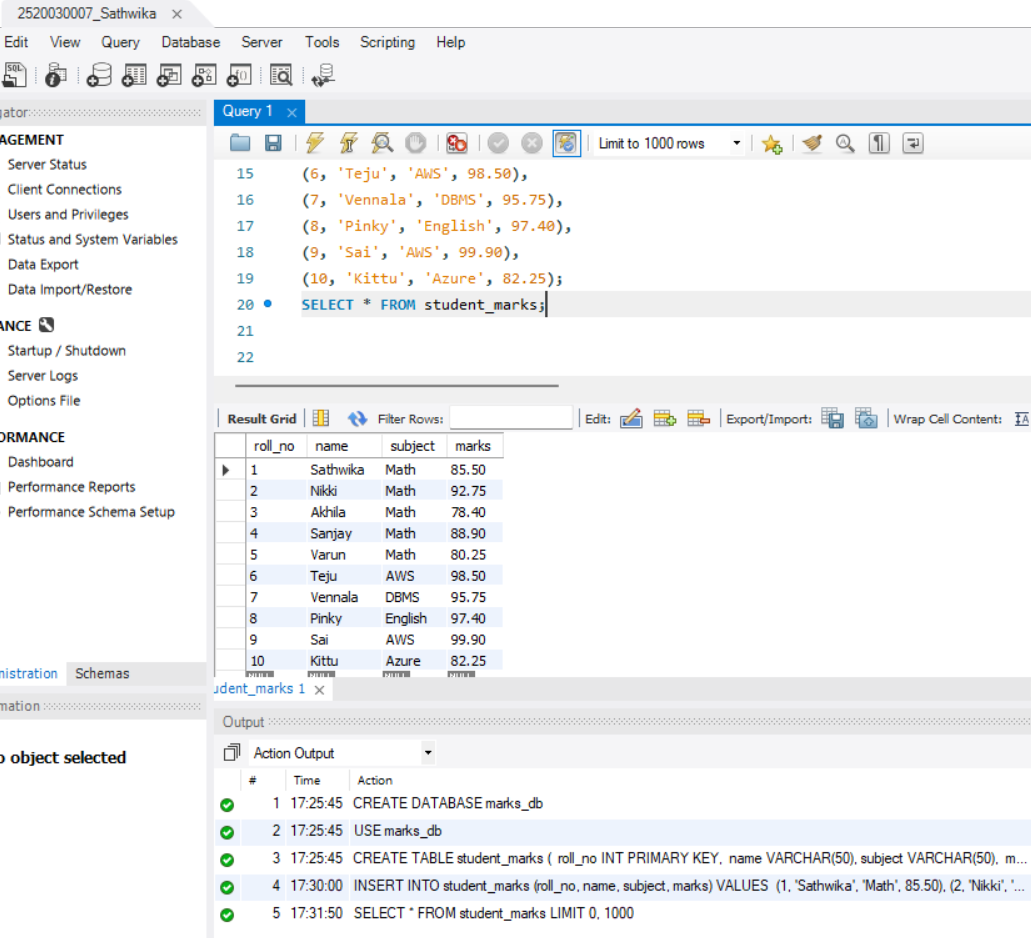 2520030007_Sathwika ×
Edit View Query Database Server Tools Scripting Help
SQL
Query 1 ×
AGEMENT
Server Status
Client Connections
Users and Privileges
Status and System Variables
Data Export
Data Import/Restore
ANCE
Startup / Shutdown
Server Logs
Options File
ORMANCE
Dashboard
Performance Reports
Performance Schema Setup
nistration Schemas
mation
o object selected
Limit to 1000 rows
15 (6, 'Teju', 'AWS', 98.50),
16 (7, 'Vennala', 'DBMS', 95.75),
17 (8, 'Pinky', 'English', 97.40),
18 (9, 'Sai', 'AWS', 99.90),
19 (10, 'Kittu', 'Azure', 82.25);
20 SELECT * FROM student_marks;
21
22
Result Grid Filter Rows: Edit: Export/Import: Wrap Cell Content: IA
roll_no name subject marks
1 Sathwika Math 85.50
2 Nikki Math 92.75
3 Akhila Math 78.40
4 Sanjay Math 88.90
5 Varun Math 80.25
6 Teju AWS 98.50
7 Vennala DBMS 95.75
8 Pinky English 97.40
9 Sai AWS 99.90
10 Kittu Azure 82.25
NULL NULL NULL NULL
udent_marks 1 ×
Output
Action Output
# Time Action
1 17:25:45 CREATE DATABASE marks_db
2 17:25:45 USE marks_db
3 17:25:45 CREATE TABLE student_marks ( roll_no INT PRIMARY KEY, name VARCHAR(50), subject VARCHAR(50), m...
4 17:30:00 INSERT INTO student_marks (roll_no, name, subject, marks) VALUES (1, 'Sathwika', 'Math', 85.50), (2, 'Nikki', '...
5 17:31:50 SELECT * FROM student_marks LIMIT 0, 1000